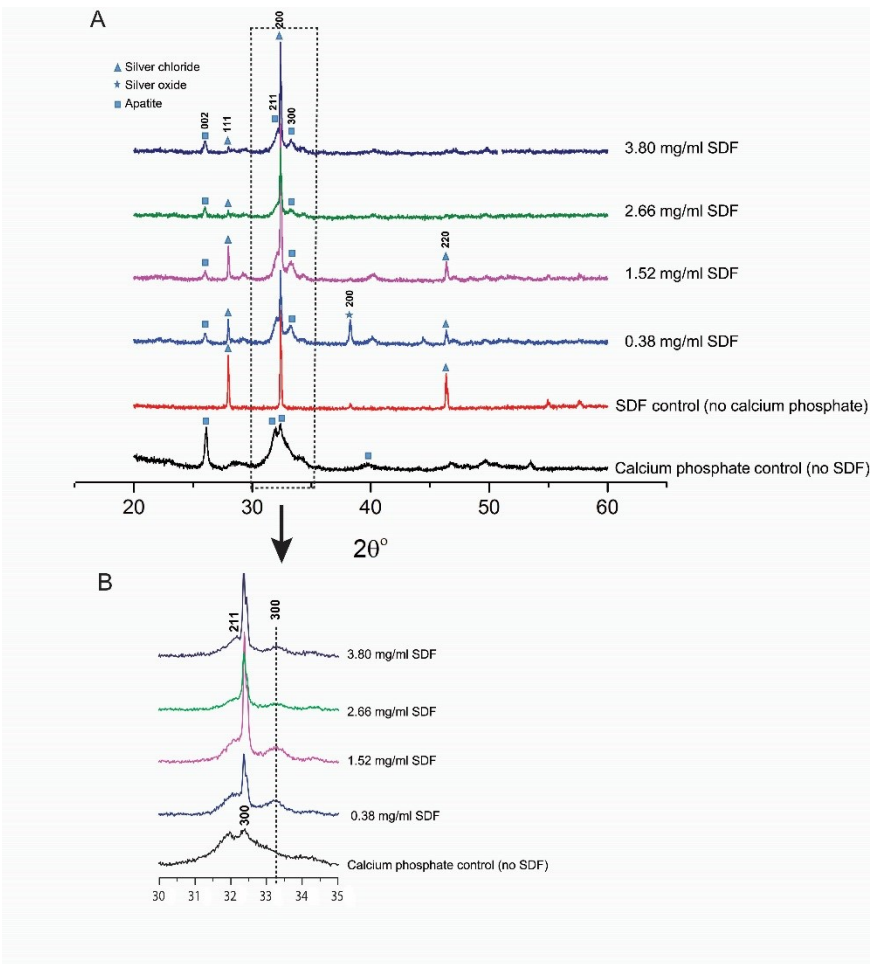 A
200
Silver chloride
Silver oxide
Apatite
002
111
211
300
3.80 mg/ml SDF
2.66 mg/ml SDF
220
1.52 mg/ml SDF
200
0.38 mg/ml SDF
SDF control (no calcium phosphate)
Calcium phosphate control (no SDF)
20 30 40 50 60
2θ°
B
211
300
3.80 mg/ml SDF
2.66 mg/ml SDF
1.52 mg/ml SDF
0.38 mg/ml SDF
300
Calcium phosphate control (no SDF)
30 31 32 33 34 35